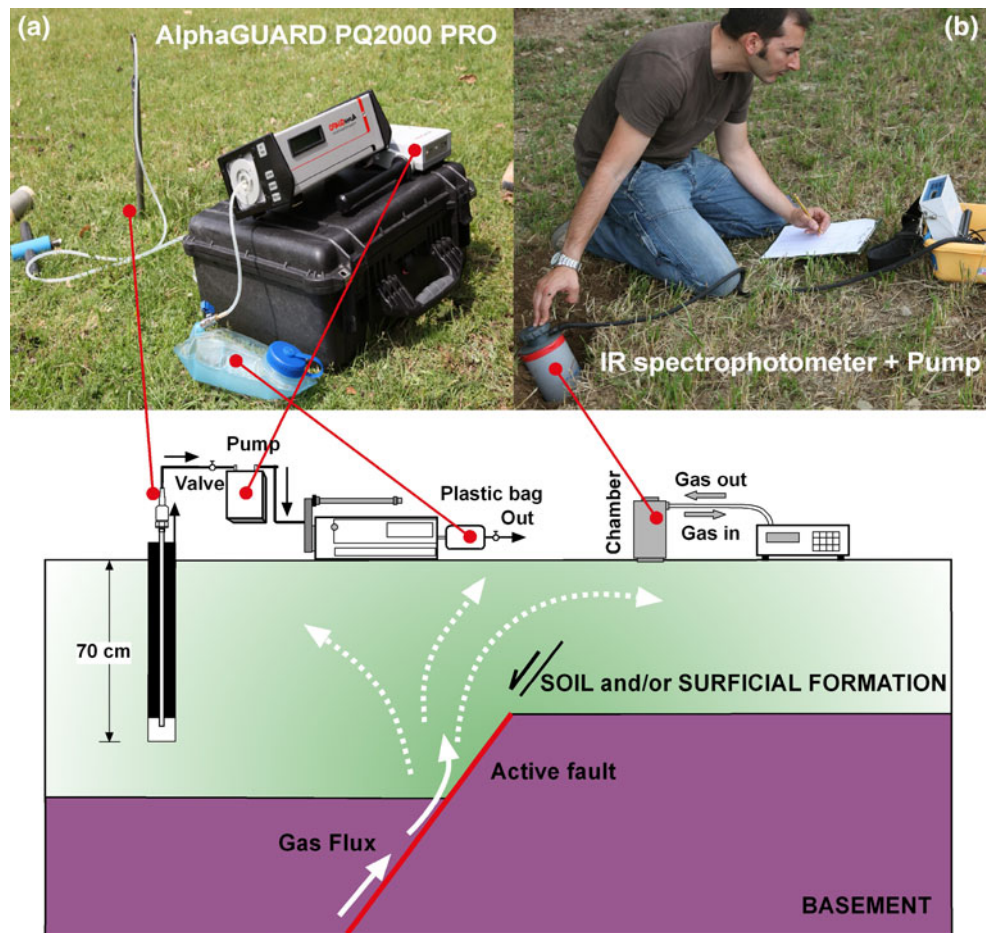 (a)
AlphaGUARD PQ2000 PRO
(b)
IR spectrophotometer + Pump
Pump
Valve
Plastic bag
Out
Chamber
Gas out
Gas in
70 cm
SOIL and/or SURFICIAL FORMATION
Active fault
Gas Flux
BASEMENT